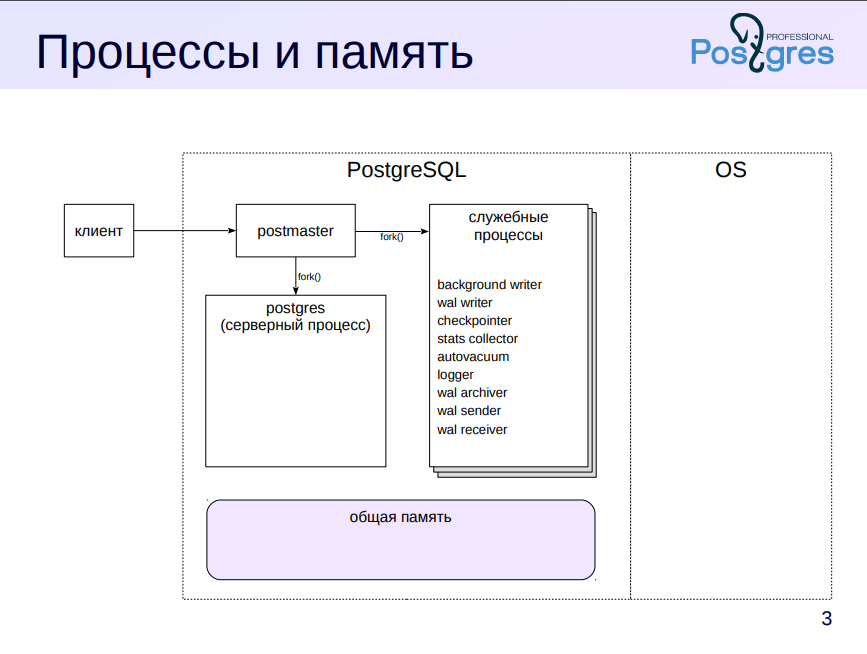 Процессы и память
PROFESSIONAL
Postgres
PostgreSQL
OS
клиент
postmaster
fork()
служебные
процессы
fork()
postgres
(серверный процесс)
background writer
wal writer
checkpointer
stats collector
autovacuum
logger
wal archiver
wal sender
wal receiver
общая память
3